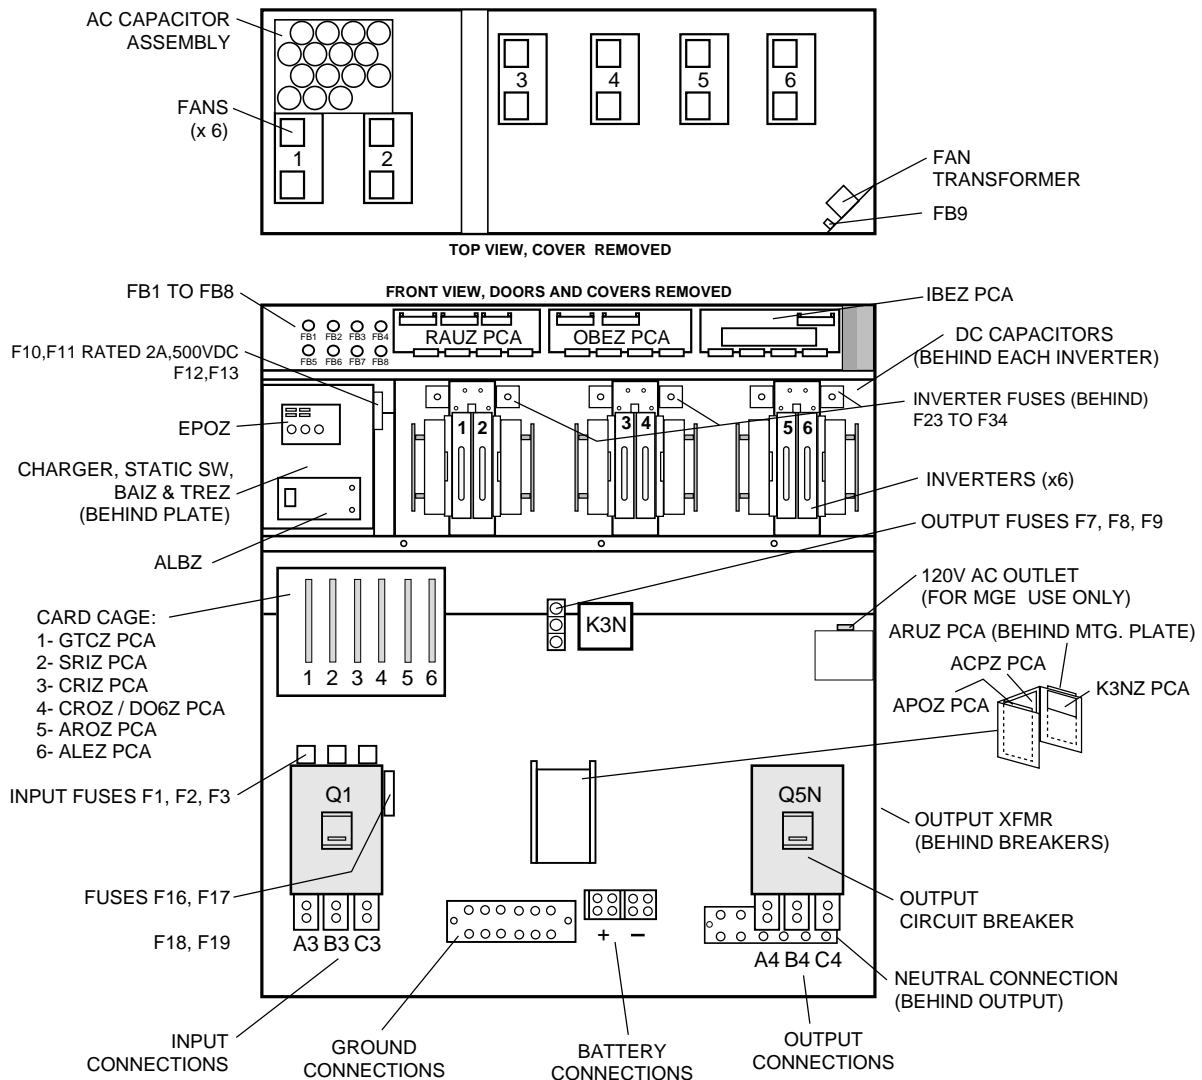 AC CAPACITOR
ASSEMBLY
FANS
(x 6)
1
2
3
4
5
6
FAN
TRANSFORMER
FB9
TOP VIEW, COVER REMOVED
FB1 TO FB8
FRONT VIEW, DOORS AND COVERS REMOVED
IBEZ PCA
FB1 FB2 FB3 FB4
FB5 FB6 FB7 FB8
RAUZ PCA
OBEZ PCA
F10,F11 RATED 2A,500VDC
F12,F13
DC CAPACITORS
(BEHIND EACH INVERTER)
EPOZ
1 2
3 4
5 6
INVERTER FUSES (BEHIND)
F23 TO F34
CHARGER, STATIC SW,
BAIZ & TREZ
(BEHIND PLATE)
INVERTERS (x6)
OUTPUT FUSES F7, F8, F9
ALBZ
120V AC OUTLET
(FOR MGE USE ONLY)
CARD CAGE:
1- GTCZ PCA
2- SRIZ PCA
3- CRIZ PCA
4- CROZ / DO6Z PCA
5- AROZ PCA
6- ALEZ PCA
1 2 3 4 5 6
K3N
ARUZ PCA (BEHIND MTG. PLATE)
ACPZ PCA
K3NZ PCA
APOZ PCA
INPUT FUSES F1, F2, F3
Q1
Q5N
OUTPUT XFMR
(BEHIND BREAKERS)
FUSES F16, F17
F18, F19
OUTPUT
CIRCUIT BREAKER
A3 B3 C3
+ –
A4 B4 C4
NEUTRAL CONNECTION
(BEHIND OUTPUT)
INPUT
CONNECTIONS
GROUND
CONNECTIONS
BATTERY
CONNECTIONS
OUTPUT
CONNECTIONS